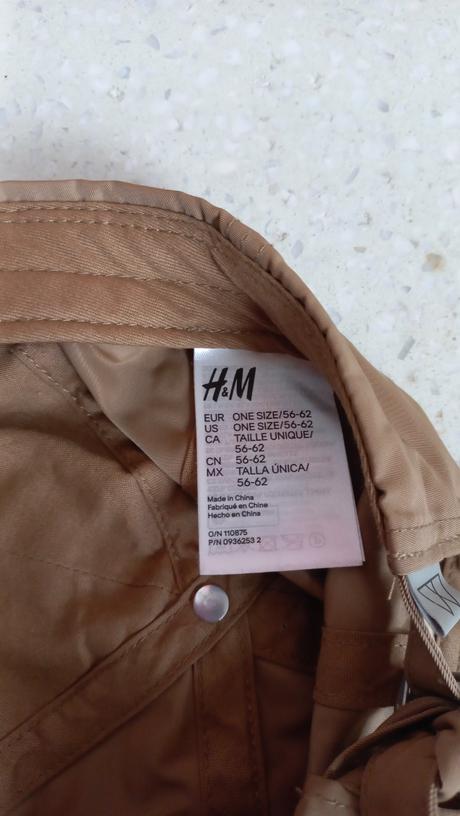 H&M
EUR ONE SIZE/56-62
US ONE SIZE/56-62
CA TAILLE UNIQUE/
56-62
CN 56-62
MX TALLA ÚNICA/
56-62
Made in China
Fabriqué en Chine
Hecho en China
O/N 110875
P/N 0936253 2